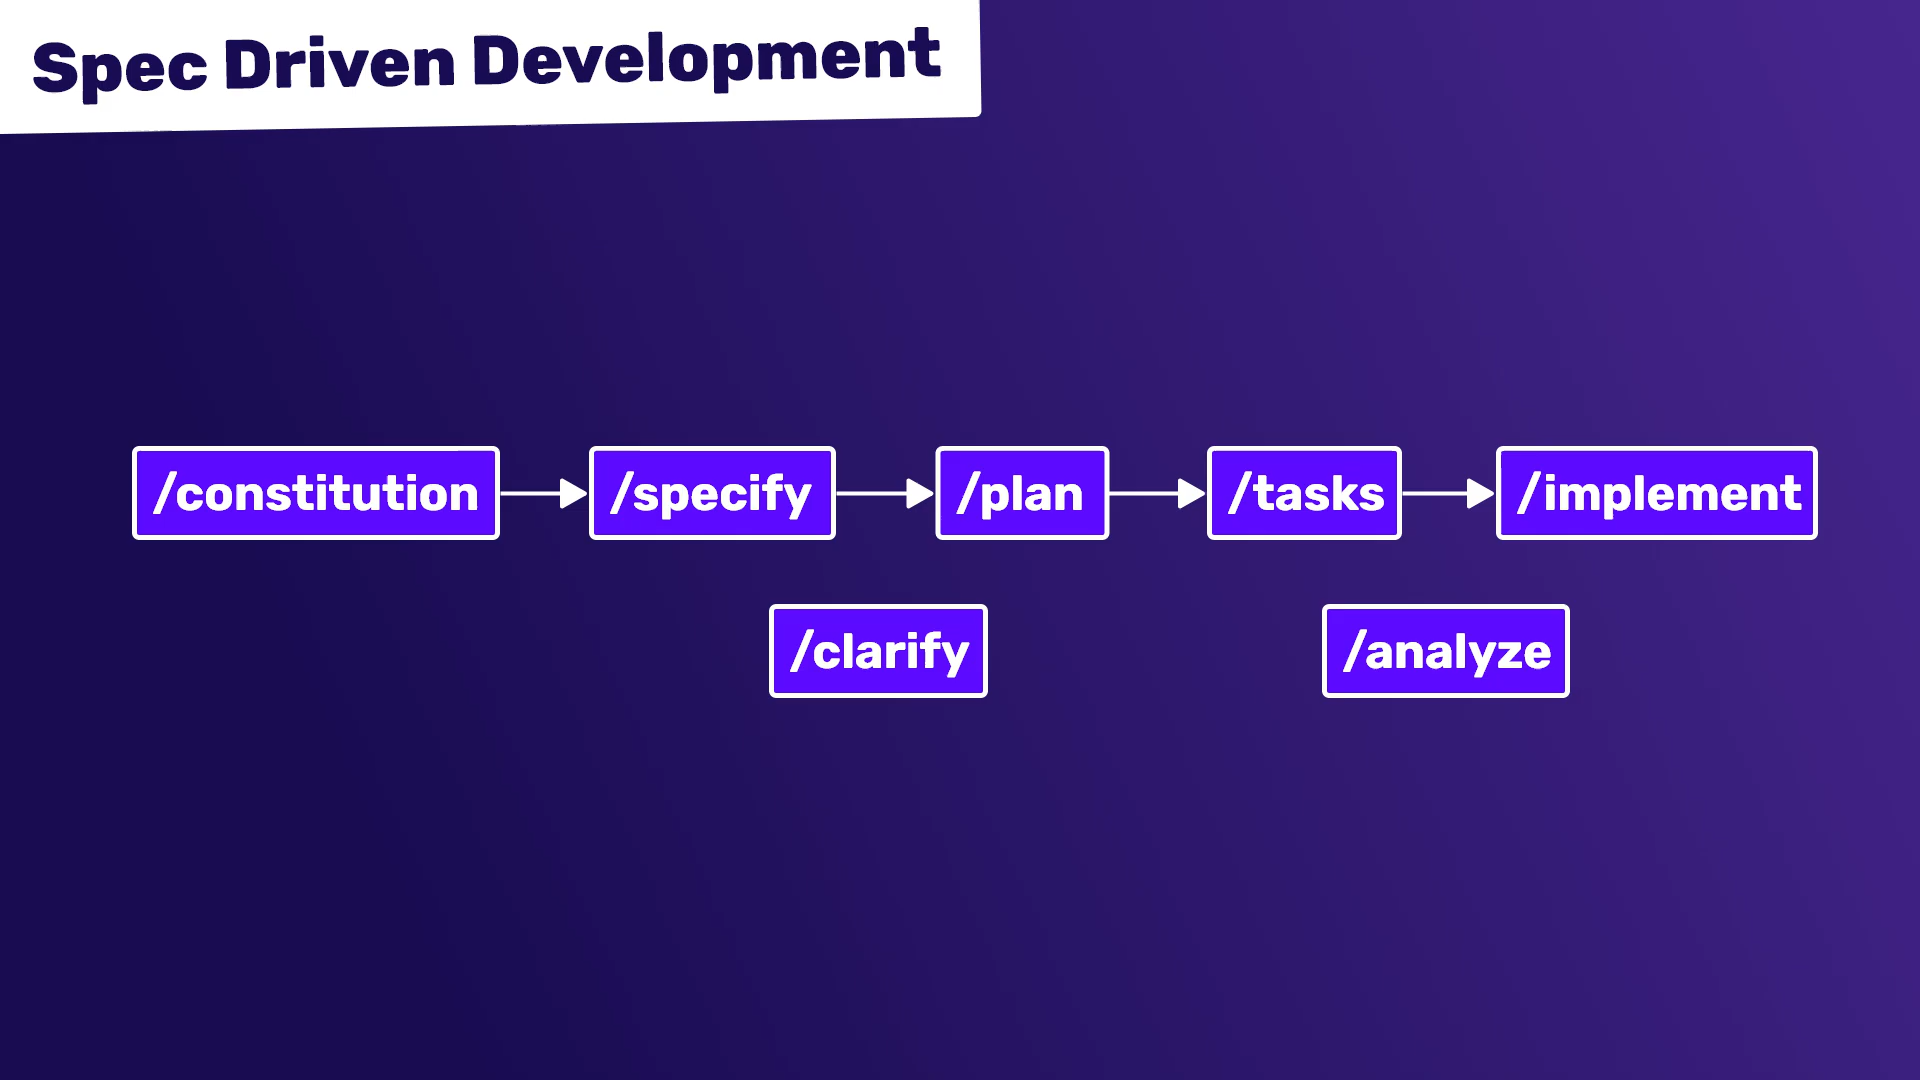 Spec Driven Development
/constitution
/specify
/plan
/tasks
/implement
/clarify
/analyze